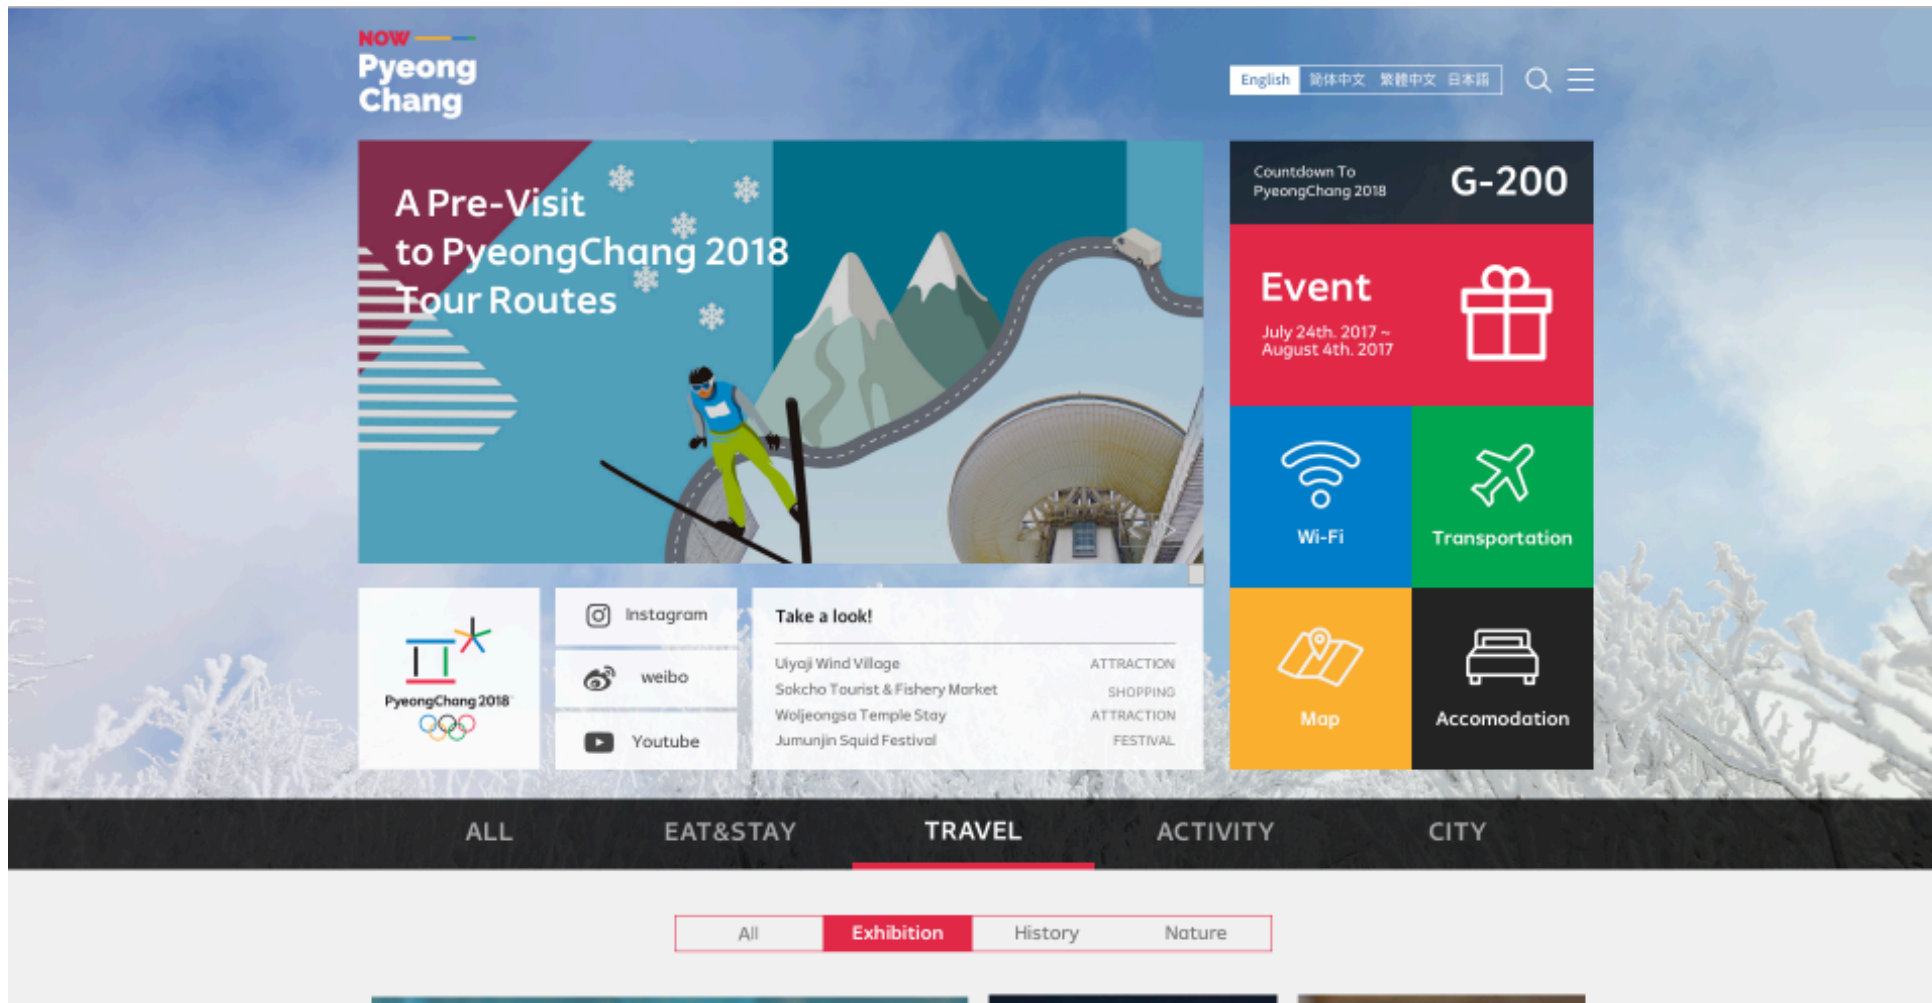 NOW
Pyeong
Chang
English 简体中文 繁體中文 日本語
A Pre-Visit
to PyeongChang 2018
Tour Routes
Countdown To
PyeongChang 2018
G-200
Event
July 24th. 2017 ~
August 4th. 2017
Wi-Fi
Transportation
Map
Accomodation
PyeongChang 2018
Instagram
weibo
Youtube
Take a look!
Uiyaji Wind Village ATTRACTION
Sokcho Tourist & Fishery Market SHOPPING
Woljeongsa Temple Stay ATTRACTION
Jumunjin Squid Festival FESTIVAL
ALL EAT&STAY TRAVEL ACTIVITY CITY
All Exhibition History Nature